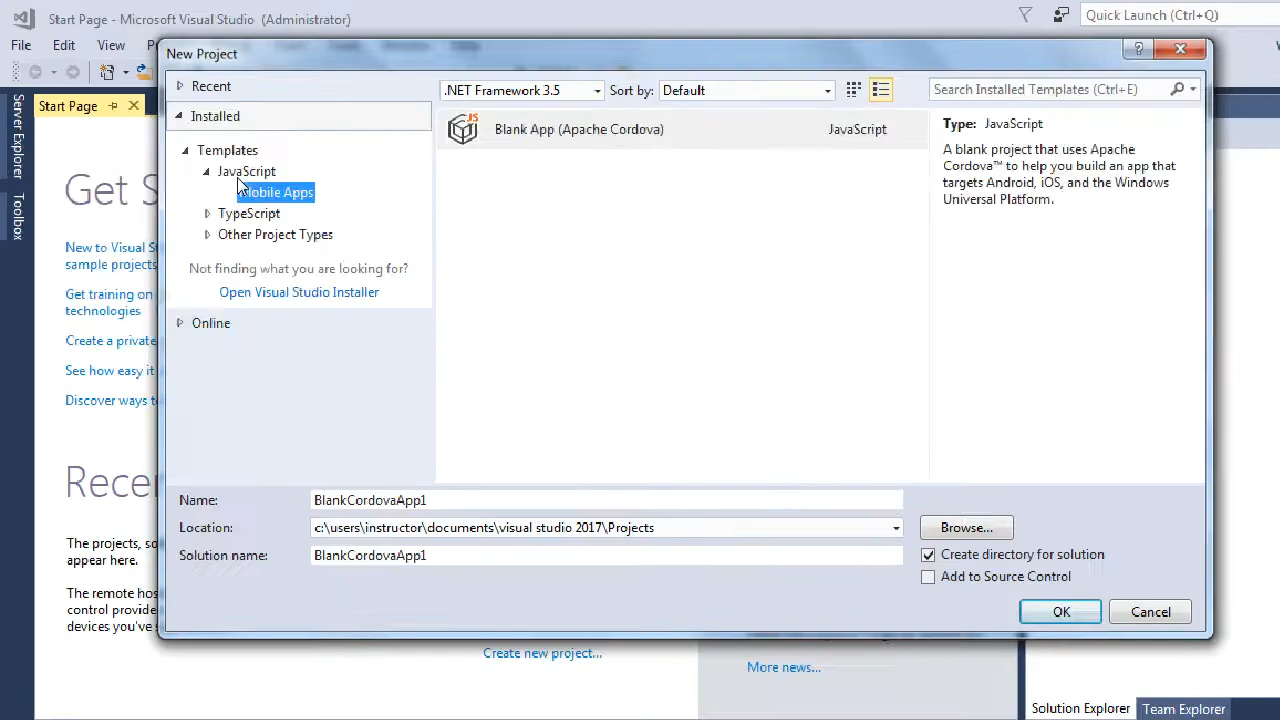 Start Page - Microsoft Visual Studio (Administrator)
Quick Launch (Ctrl+Q)
File Edit View
Start Page
Server Explorer
Toolbox
New Project
Recent
Installed
Templates
JavaScript
Mobile Apps
TypeScript
Other Project Types
Not finding what you are looking for?
Open Visual Studio Installer
Online
.NET Framework 3.5
Sort by: Default
Search Installed Templates (Ctrl+E)
Blank App (Apache Cordova) JavaScript
JS
Type: JavaScript
A blank project that uses Apache
Cordova™ to help you build an app that
targets Android, iOS, and the Windows
Universal Platform.
Name: BlankCordovaApp1
Location: c:\users\instructor\documents\visual studio 2017\Projects
Browse...
Solution name: BlankCordovaApp1
Create directory for solution
Add to Source Control
OK Cancel
Get
New to Visual
sample projects
Get training on
technologies
Create a private
See how easy it
Discover ways
The projects,
appear here.
The remote
control
devices you've
Create new project...
More news...
Solution Explorer Team Explorer